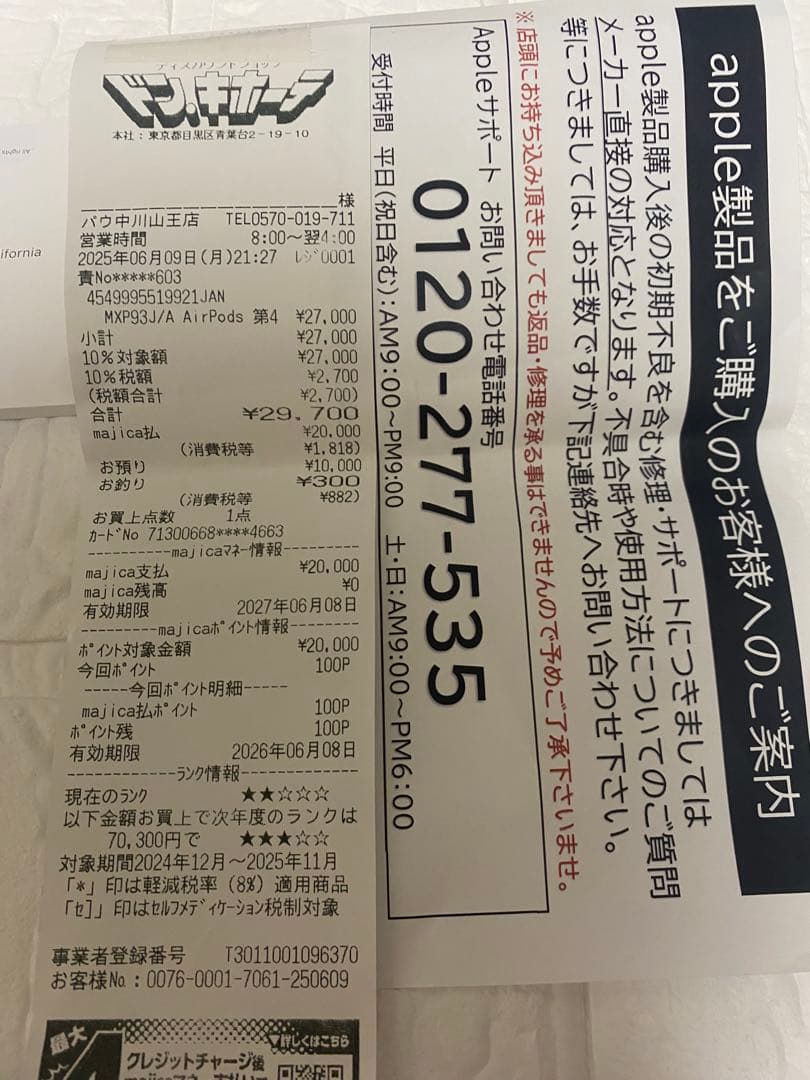 ディスカウントショップ
ドン.キホーテ
本社：東京都目黒区青葉台2-19-10
様
パウ中川山王店 TEL0570-019-711
営業時間 8:00～翌4:00
2025年06月09日(月)21:27 ﾚｼﾞ0001
責No*****603
4549995519921JAN
MXP93J/A AirPods 第4 ¥27,000
小計 ¥27,000
10%対象額 ¥27,000
10%税額 ¥2,700
(税額合計 ¥2,700)
合計 ¥29,700
majica払 ¥20,000
(消費税等 ¥1,818)
お預り ¥10,000
お釣り ¥300
(消費税等 ¥882)
お買上点数 1点
ｶｰﾄﾞNo 71300668****4663
----------majicaﾏﾈｰ情報----------
majica支払 ¥20,000
majica残高 ¥0
有効期限 2027年06月08日
---------majicaﾎﾟｲﾝﾄ情報---------
ﾎﾟｲﾝﾄ対象金額 ¥20,000
今回ﾎﾟｲﾝﾄ 100P
-----今回ﾎﾟｲﾝﾄ明細-----
majica払ﾎﾟｲﾝﾄ 100P
ﾎﾟｲﾝﾄ残 100P
有効期限 2026年06月08日
------------ﾗﾝｸ情報-------------
現在のﾗﾝｸ ★★☆☆☆
以下金額お買上で次年度のランクは
70,300円で ★★★☆☆
対象期間2024年12月～2025年11月
「*」印は軽減税率（8%）適用商品
「ｾ]」印はｾﾙﾌﾒﾃﾞｨｹｰｼｮﾝ税制対象
事業者登録番号 T3011001096370
お客様No：0076-0001-7061-250609
最大
▼詳しくはこちら
クレジットチャージ後
apple製品をご購入のお客様へのご案内
apple製品購入後の初期不良を含む修理・サポートにつきましては
メーカー直接の対応となります。不具合時や使用方法についてのご質問
等につきましては、お手数ですが下記連絡先へお問い合わせ下さい。
※ 店頭にお持ち込み頂きましても返品・修理を承る事はできませんので予めご了承下さいませ。
Appleサポート お問い合わせ電話番号
0120-277-535
受付時間 平日(祝日含む)：AM9:00～PM9:00 土・日：AM9:00～PM6:00
ifornia